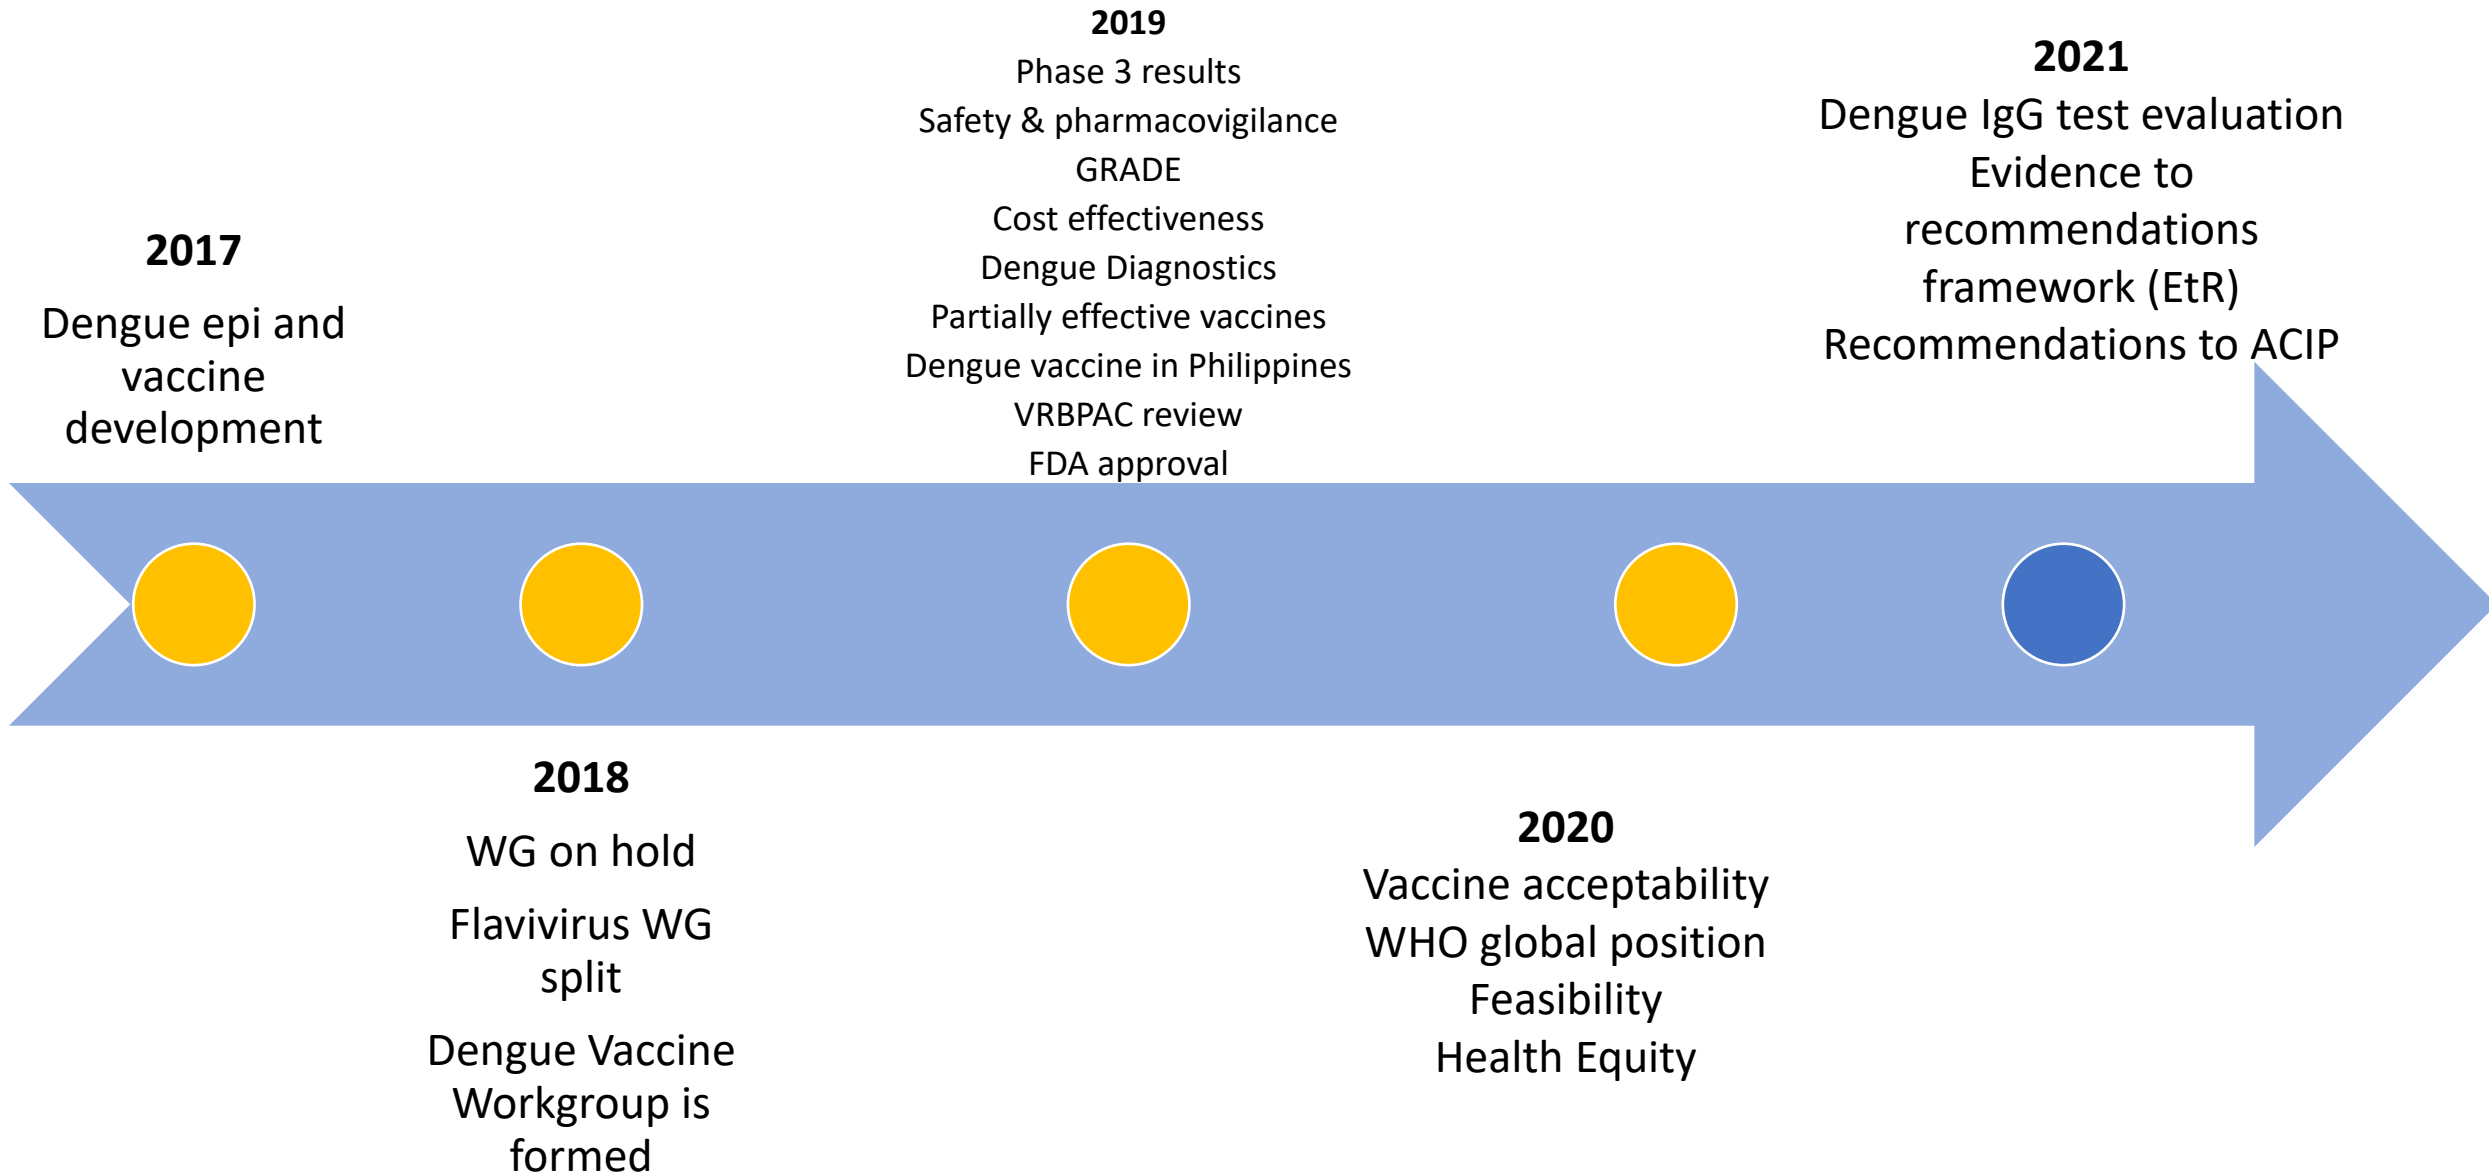 2017
Dengue epi and
vaccine
development
2018
WG on hold
Flavivirus WG
split
Dengue Vaccine
Workgroup is
formed
2019
Phase 3 results
Safety & pharmacovigilance
GRADE
Cost effectiveness
Dengue Diagnostics
Partially effective vaccines
Dengue vaccine in Philippines
VRBPAC review
FDA approval
2020
Vaccine acceptability
WHO global position
Feasibility
Health Equity
2021
Dengue IgG test evaluation
Evidence to
recommendations
framework (EtR)
Recommendations to ACIP